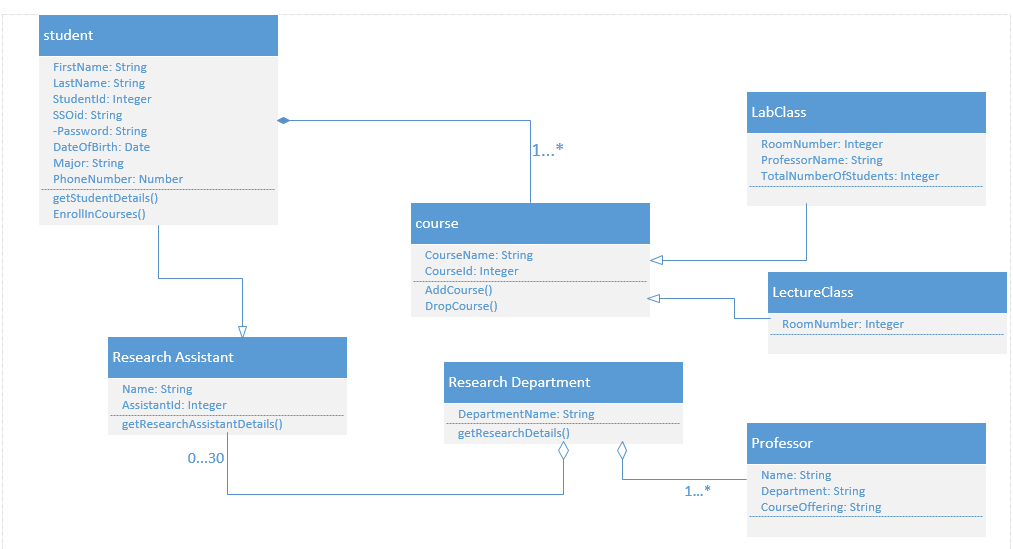 student
FirstName: String
LastName: String
StudentId: Integer
SSOid: String
-Password: String
DateOfBirth: Date
Major: String
PhoneNumber: Number
getStudentDetails()
EnrollInCourses()
1...*
course
CourseName: String
CourseId: Integer
AddCourse()
DropCourse()
LabClass
RoomNumber: Integer
ProfessorName: String
TotalNumberOfStudents: Integer
LectureClass
RoomNumber: Integer
Research Assistant
Name: String
AssistantId: Integer
getResearchAssistantDetails()
0...30
Research Department
DepartmentName: String
getResearchDetails()
1...*
Professor
Name: String
Department: String
CourseOffering: String